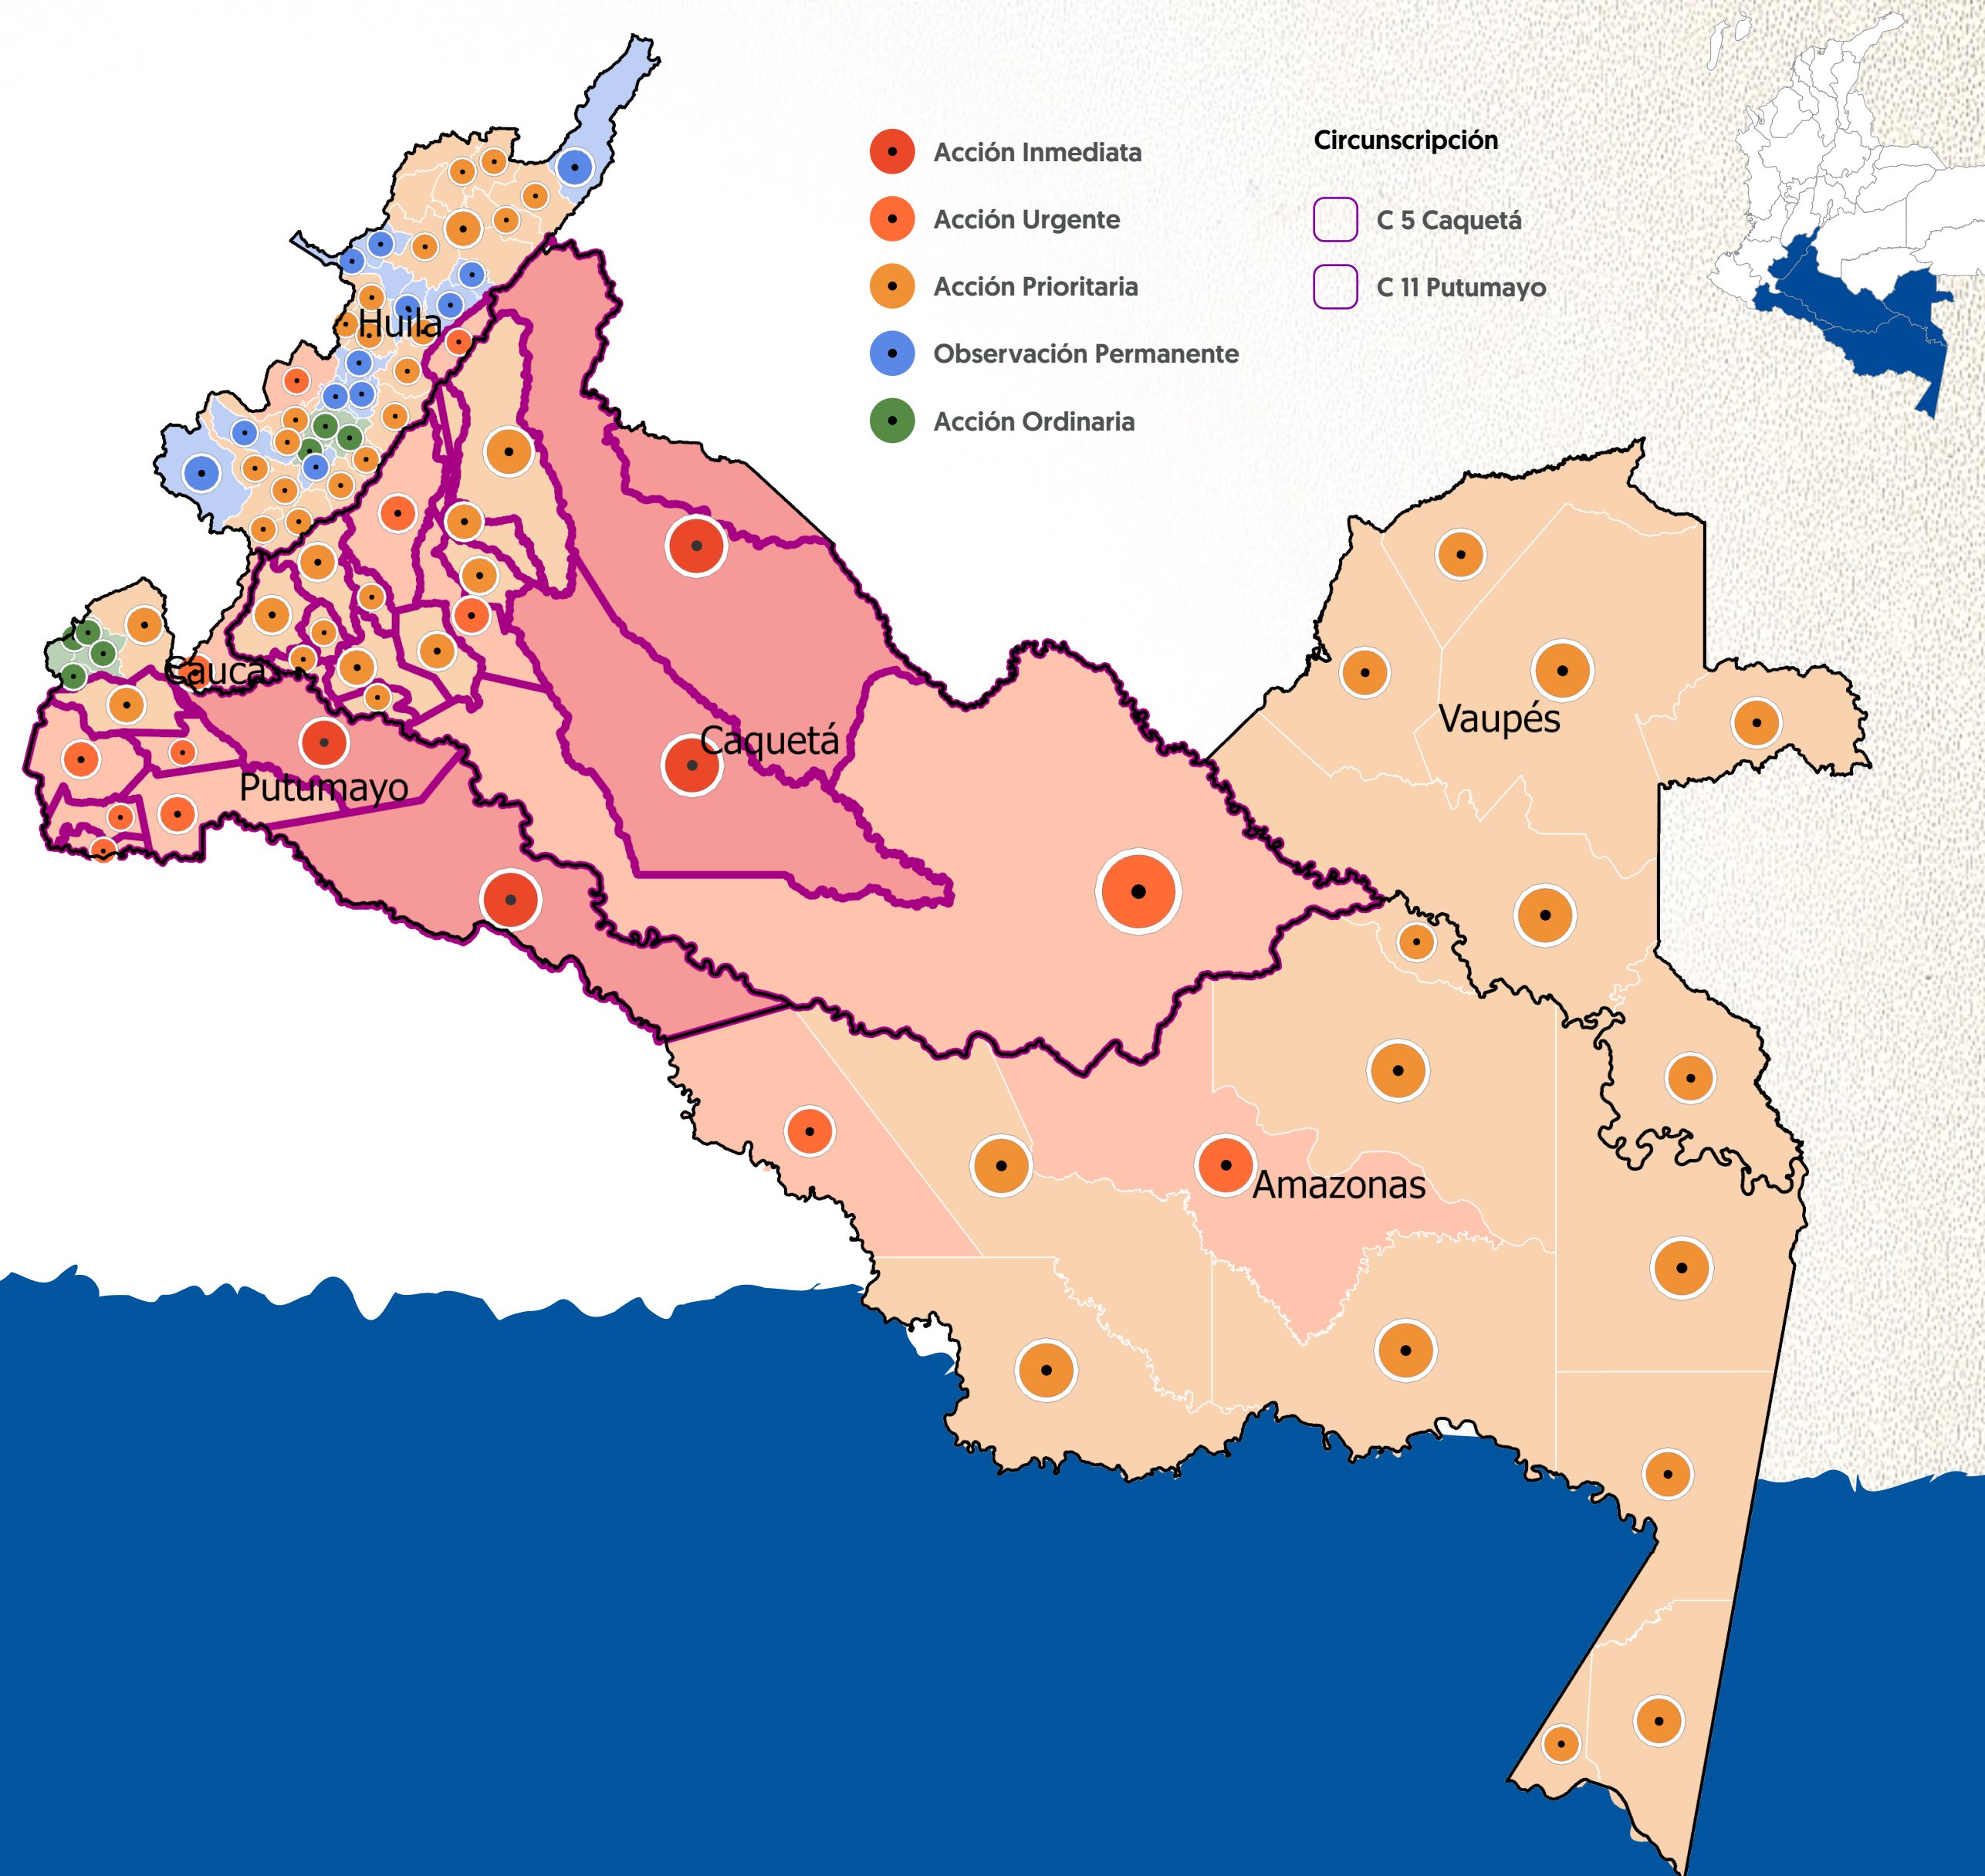 Acción Inmediata
Acción Urgente
Acción Prioritaria
Observación Permanente
Acción Ordinaria
Circunscripción
C 5 Caquetá
C 11 Putumayo
Huila
Cauca
Putumayo
Caquetá
Vaupés
Amazonas